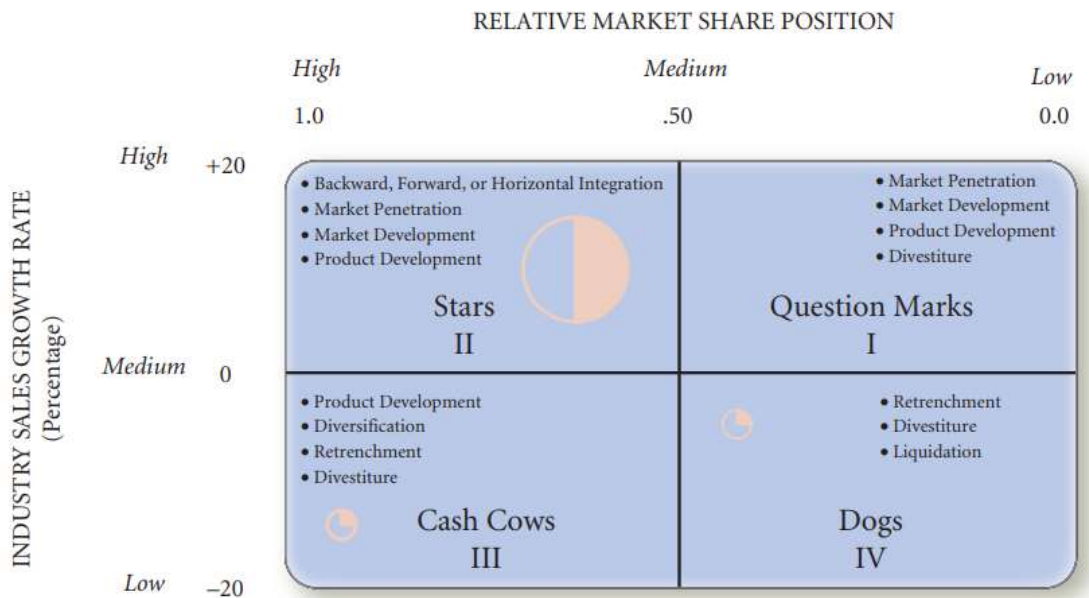 RELATIVE MARKET SHARE POSITION
High
Medium
Low
1.0
.50
0.0
INDUSTRY SALES GROWTH RATE
(Percentage)
High
+20
Medium
0
Low
–20
• Backward, Forward, or Horizontal Integration
• Market Penetration
• Market Development
• Product Development
Stars
II
• Market Penetration
• Market Development
• Product Development
• Divestiture
Question Marks
I
• Product Development
• Diversification
• Retrenchment
• Divestiture
Cash Cows
III
• Retrenchment
• Divestiture
• Liquidation
Dogs
IV